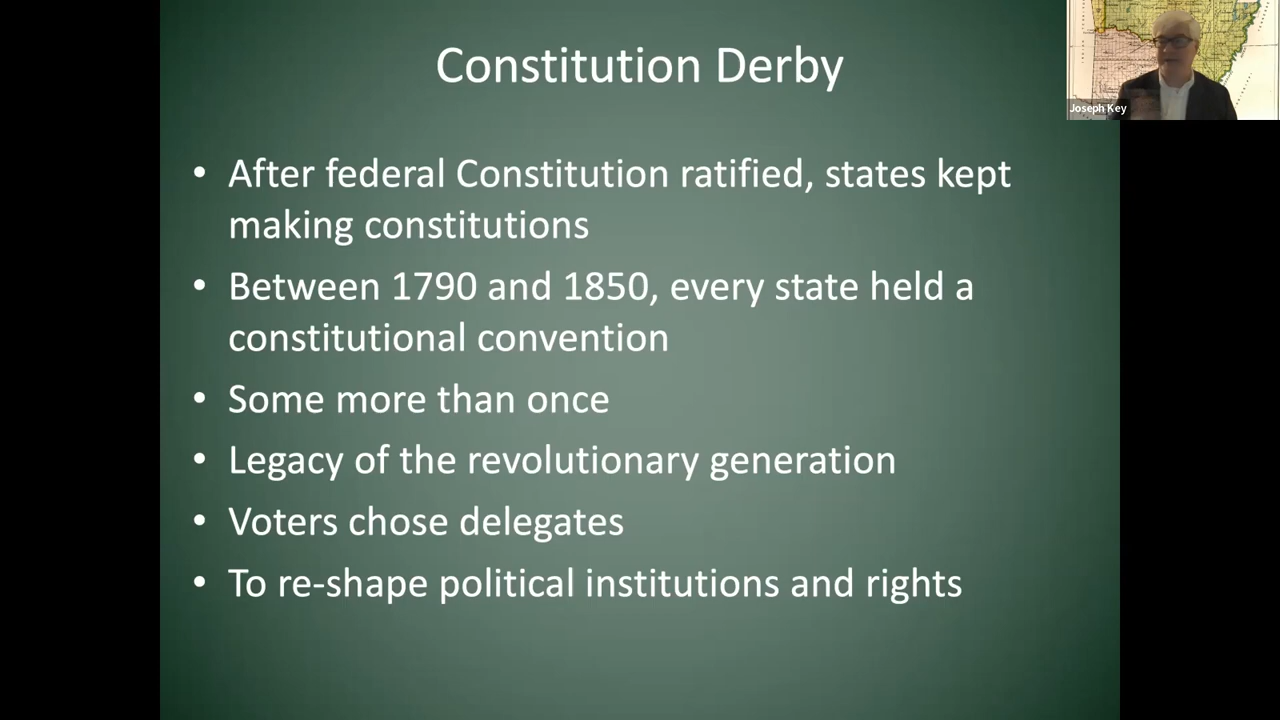 Constitution Derby
Joseph Key
• After federal Constitution ratified, states kept
making constitutions
• Between 1790 and 1850, every state held a
constitutional convention
• Some more than once
• Legacy of the revolutionary generation
• Voters chose delegates
• To re-shape political institutions and rights